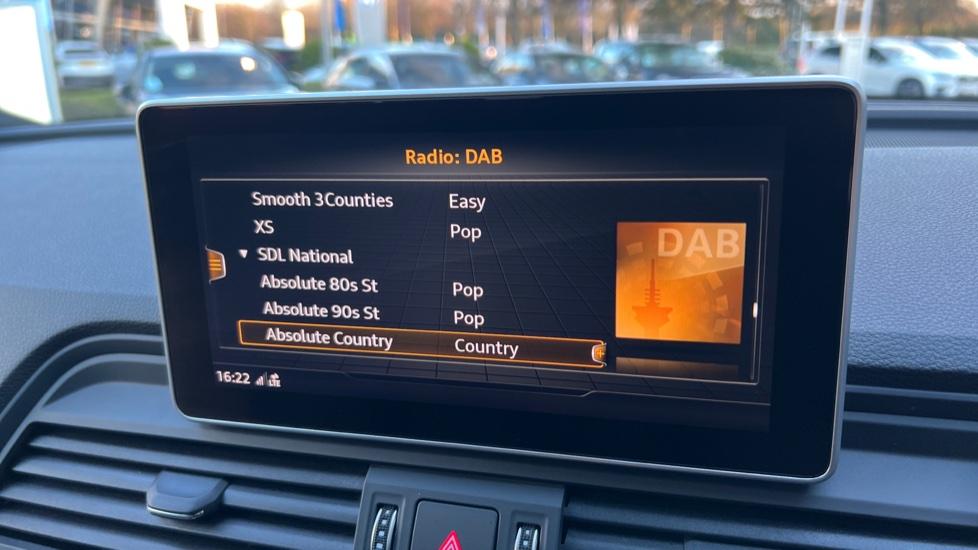 Radio: DAB
Smooth 3Counties Easy
XS Pop
SDL National
Absolute 80s St Pop
Absolute 90s St Pop
Absolute Country Country
DAB
16:22 LTE